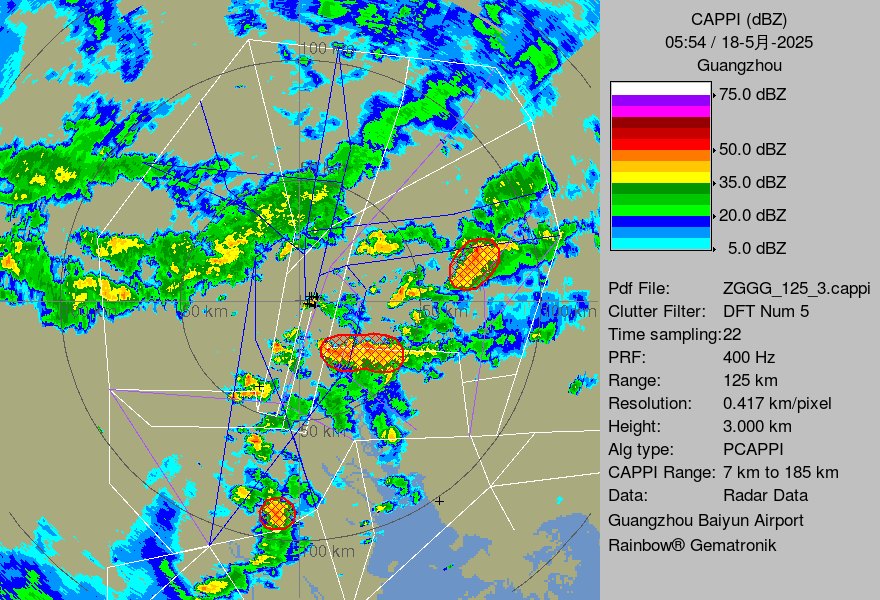 CAPPI (dBZ)
05:54 / 18-5月-2025
Guangzhou
75.0 dBZ
50.0 dBZ
35.0 dBZ
20.0 dBZ
5.0 dBZ
Pdf File: ZGGG_125_3.cappi
Clutter Filter: DFT Num 5
Time sampling:22
PRF: 400 Hz
Range: 125 km
Resolution: 0.417 km/pixel
Height: 3.000 km
Alg type: PCAPPI
CAPPI Range: 7 km to 185 km
Data: Radar Data
Guangzhou Baiyun Airport
Rainbow® Gematronik
100 km
50 km
50 km
50 km
100 km